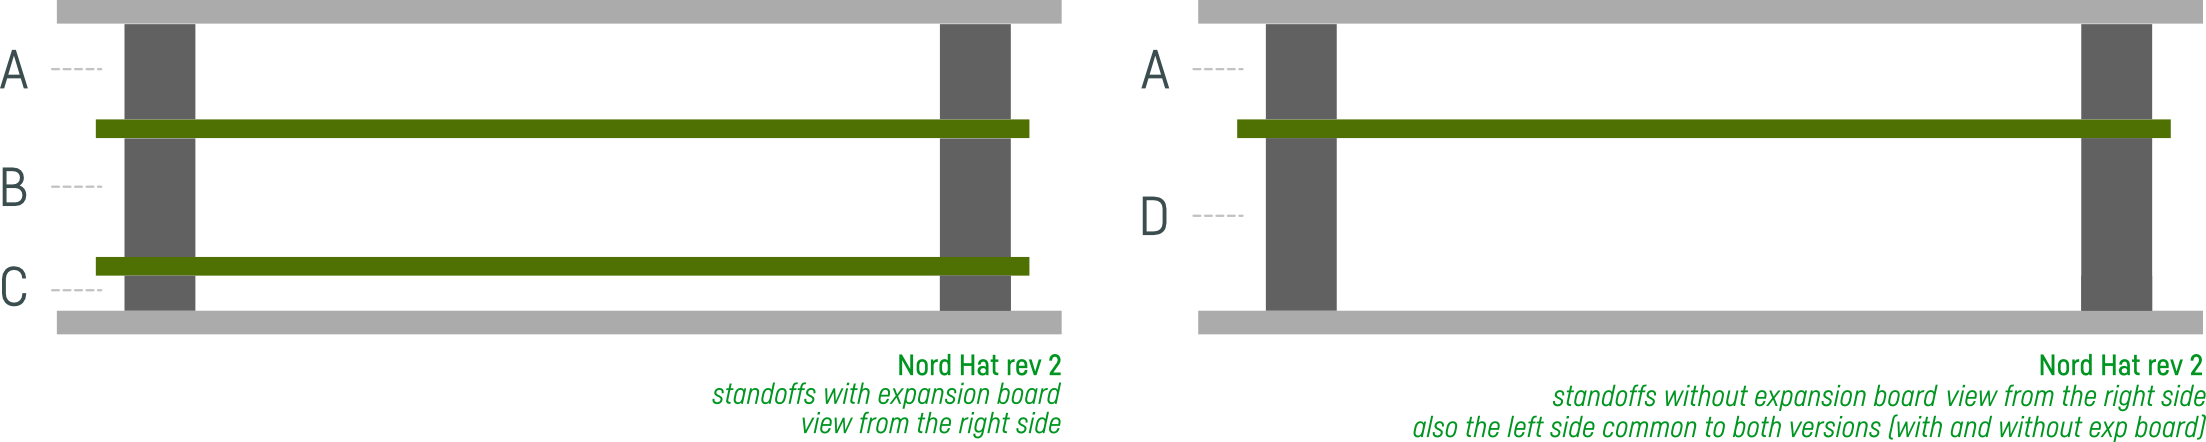 A
B
C
Nord Hat rev 2
standoffs with expansion board
view from the right side
A
D
Nord Hat rev 2
standoffs without expansion board view from the right side
also the left side common to both versions (with and without exp board)